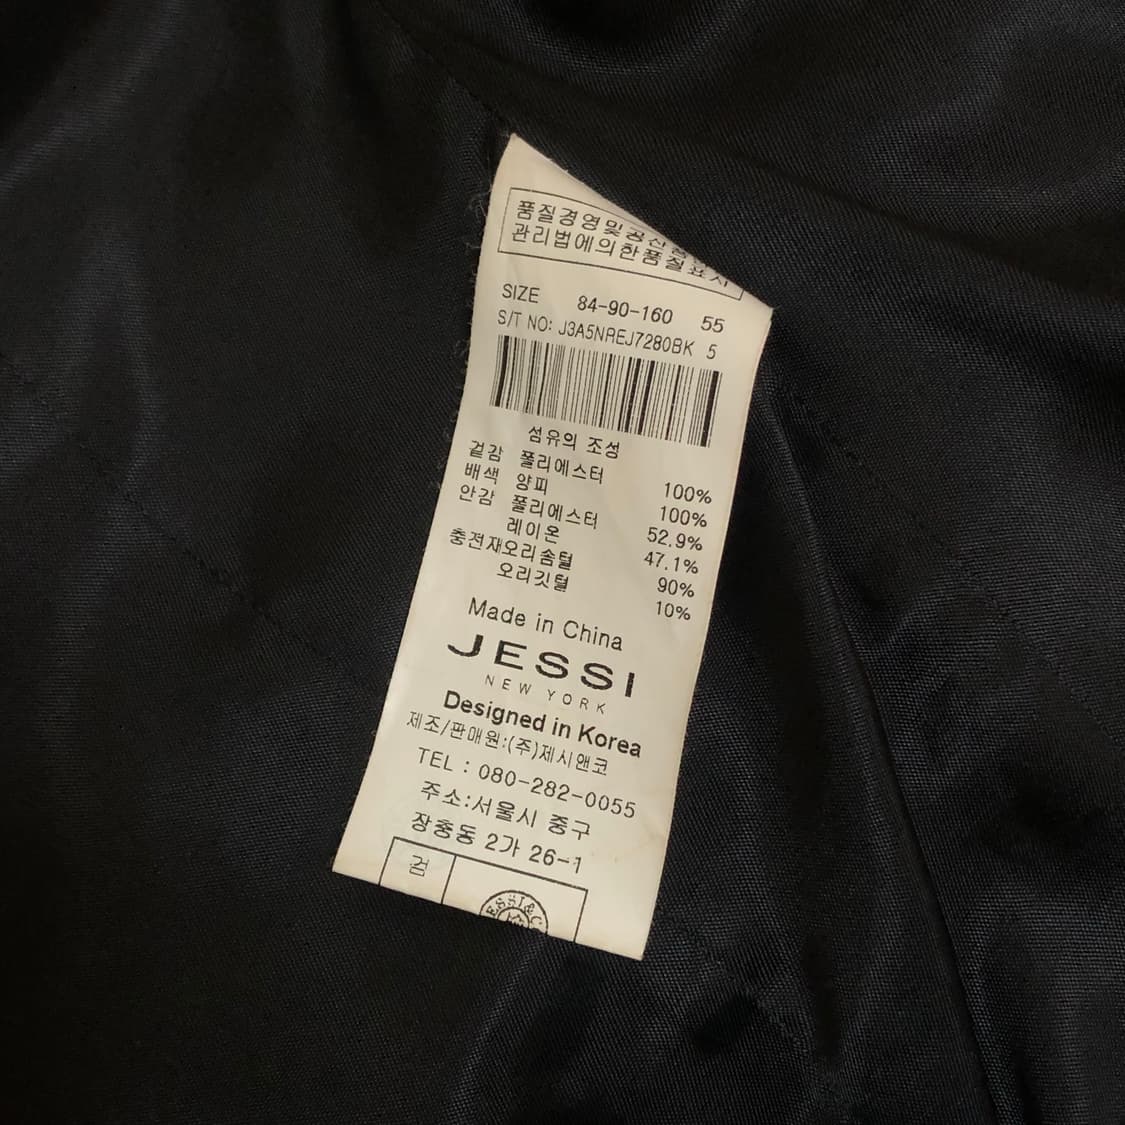 품질경영및공산품
관리법에의한품질표시
SIZE 84-90-160 55
S/T NO: J3A5NREJ7280BK 5
섬유의 조성
겉감 폴리에스터 100%
배색 양피 100%
안감 폴리에스터 52.9%
레이온 47.1%
충전재오리솜털 90%
오리깃털 10%
Made in China
JESSI
NEW YORK
Designed in Korea
제조/판매원:(주)제시앤코
TEL : 080-282-0055
주소:서울시 중구
장충동 2가 26-1
검